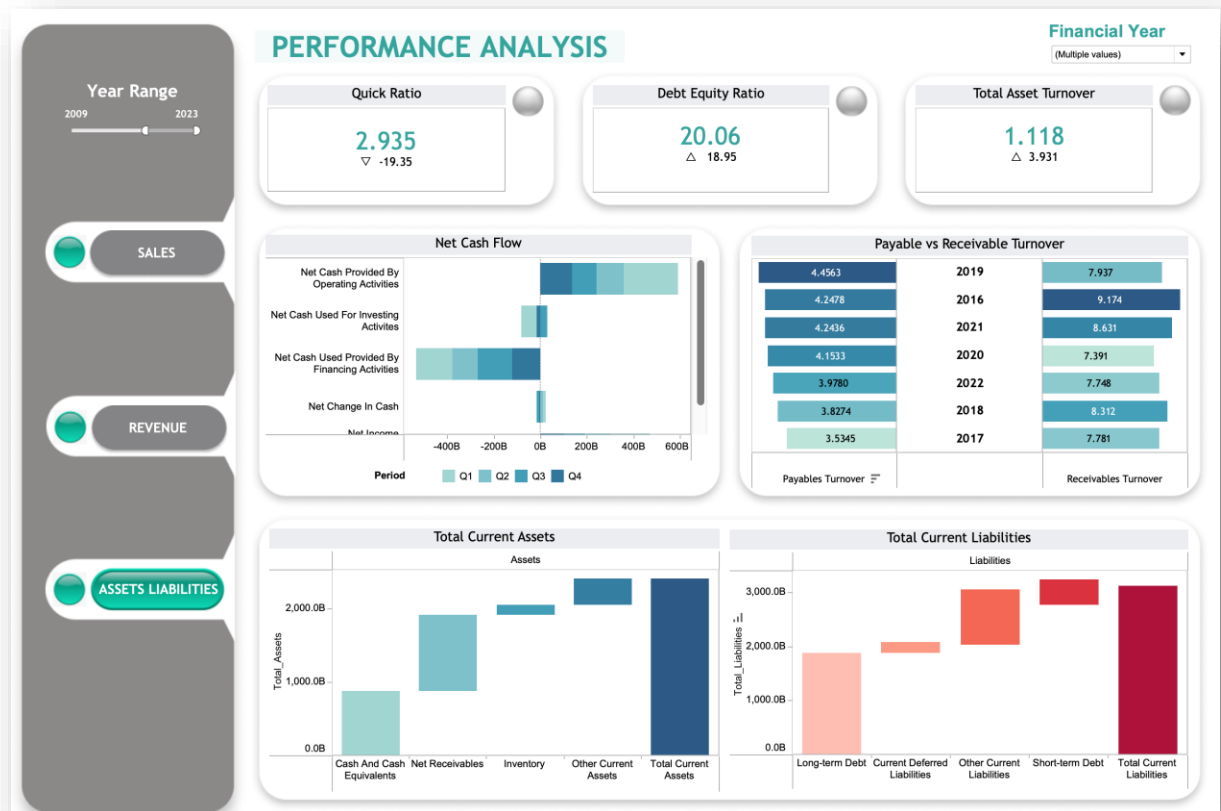 PERFORMANCE ANALYSIS
Financial Year
(Multiple values)
Year Range
2009 2023
SALES
REVENUE
ASSETS LIABILITIES
Quick Ratio
2.935
▽ -19.35
Debt Equity Ratio
20.06
△ 18.95
Total Asset Turnover
1.118
△ 3.931
Net Cash Flow
Net Cash Provided By
Operating Activities
Net Cash Used For Investing
Activites
Net Cash Used Provided By
Financing Activities
Net Change In Cash
Net Income
-400B -200B 0B 200B 400B 600B
Period Q1 Q2 Q3 Q4
Payable vs Receivable Turnover
4.4563 2019 7.937
4.2478 2016 9.174
4.2436 2021 8.631
4.1533 2020 7.391
3.9780 2022 7.748
3.8274 2018 8.312
3.5345 2017 7.781
Payables Turnover Receivables Turnover
Total Current Assets
Assets
Total_Assets
2,000.0B
1,000.0B
0.0B
Cash And Cash
Equivalents
Net Receivables
Inventory
Other Current
Assets
Total Current
Assets
Total Current Liabilities
Liabilities
Total_Liabilities
3,000.0B
2,000.0B
1,000.0B
0.0B
Long-term Debt
Current Deferred
Liabilities
Other Current
Liabilities
Short-term Debt
Total Current
Liabilities